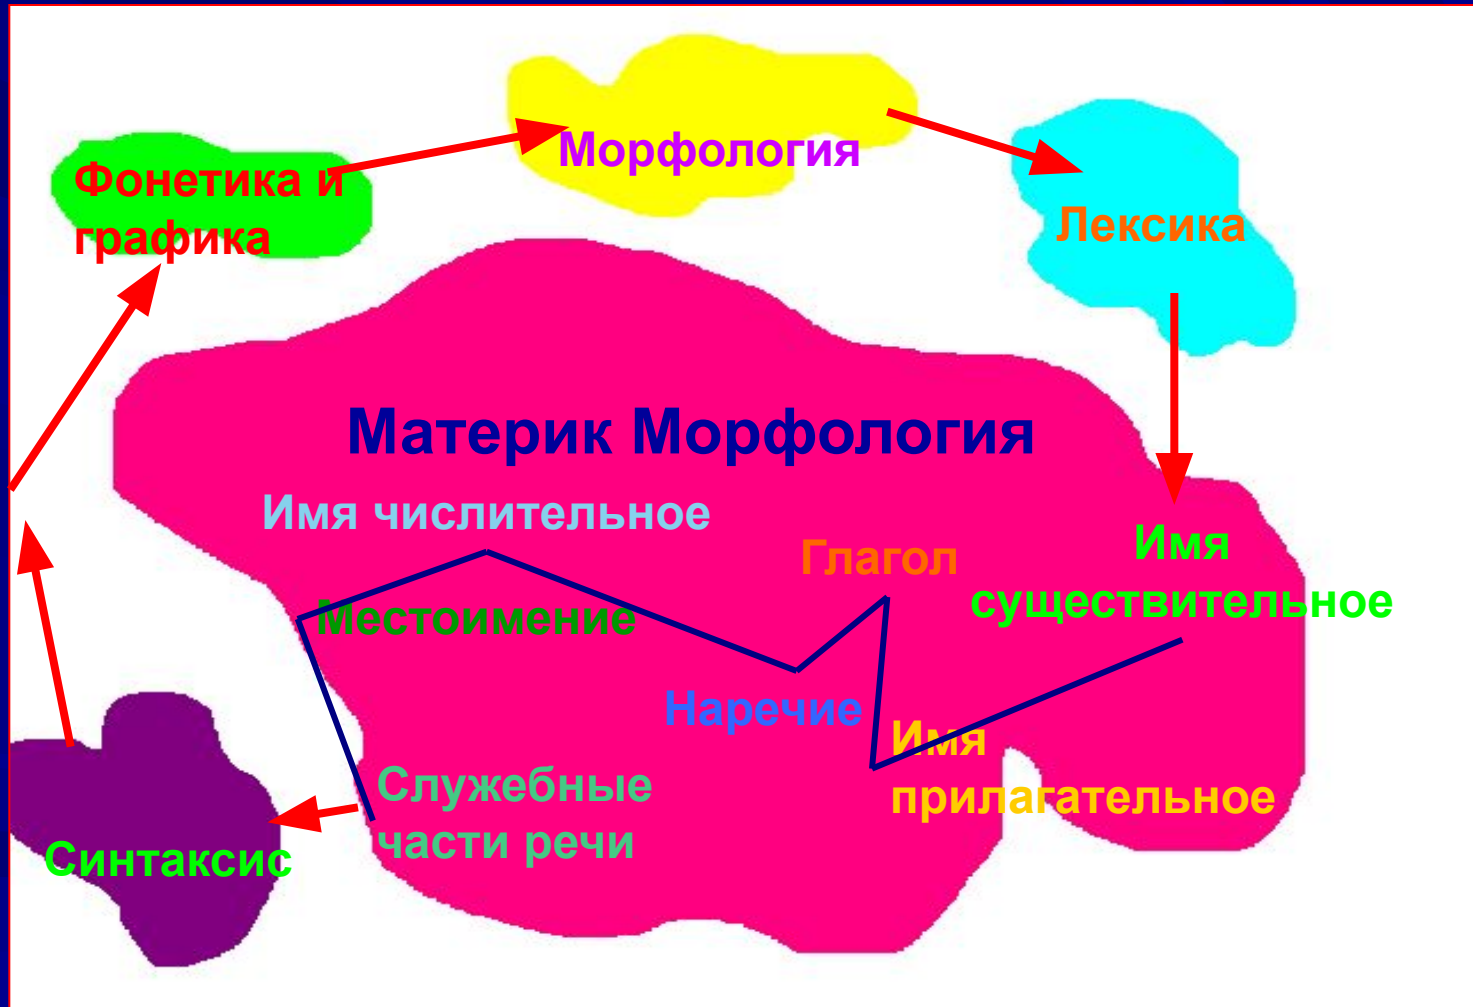 Морфология
Фонетика и
графика
Лексика
Материк Морфология
Имя числительное
Глагол
Имя
существительное
Местоимение
Наречие
Имя
прилагательное
Служебные
части речи
Синтаксис